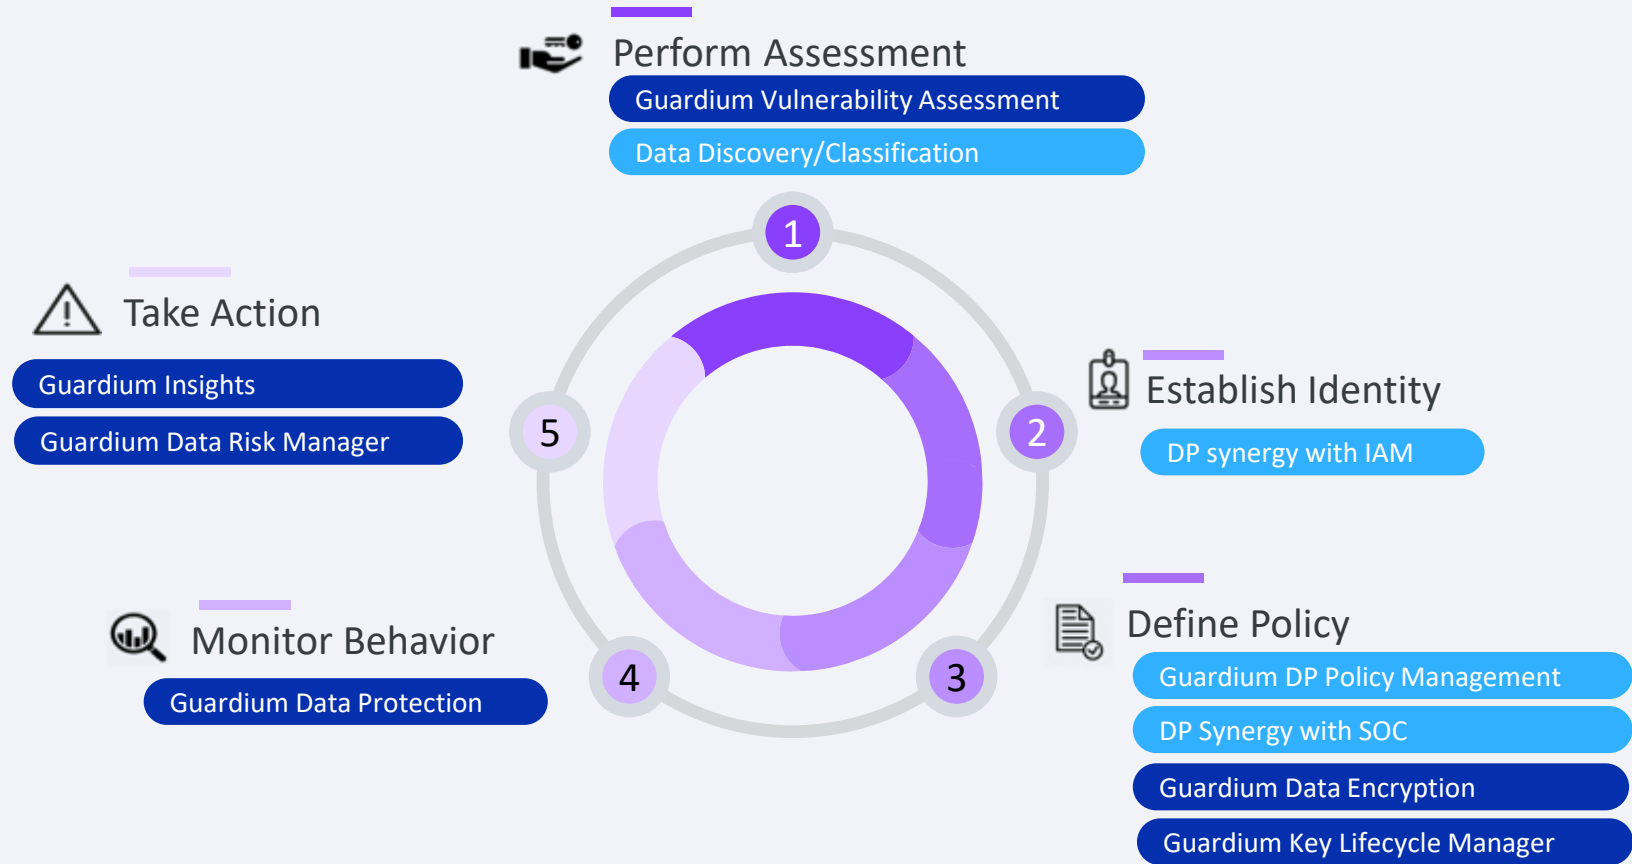 Perform Assessment
Guardium Vulnerability Assessment
Data Discovery/Classification
1
Establish Identity
DP synergy with IAM
2
Define Policy
Guardium DP Policy Management
DP Synergy with SOC
Guardium Data Encryption
Guardium Key Lifecycle Manager
3
Monitor Behavior
Guardium Data Protection
4
Take Action
Guardium Insights
Guardium Data Risk Manager
5